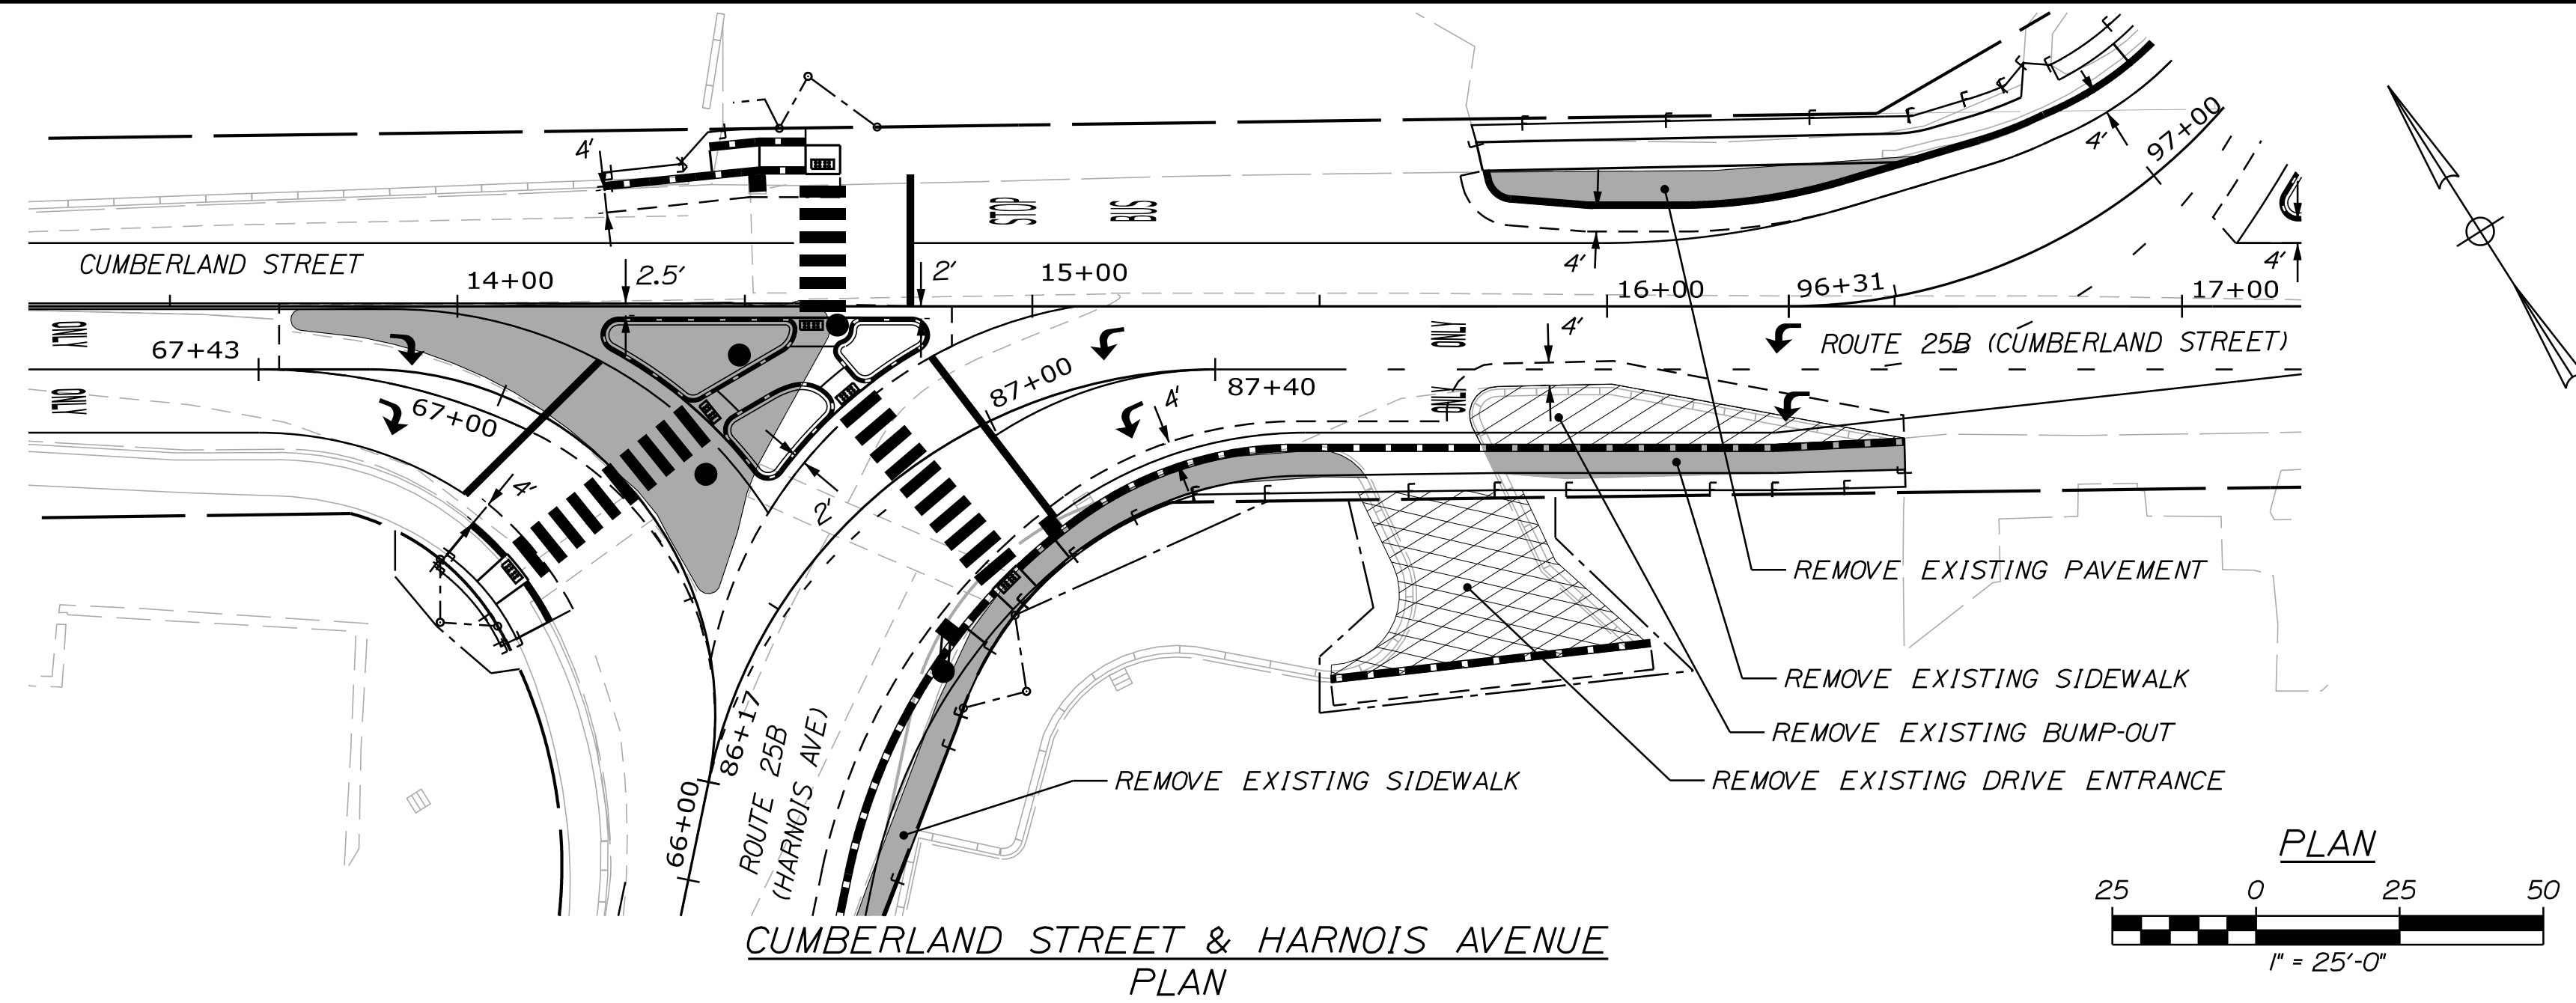 4'
STOP
BUS
4'
97+00
CUMBERLAND STREET
14+00
2.5'
2'
15+00
4'
16+00
96+31
4'
17+00
ONLY
67+43
ONLY
4'
ROUTE 25B (CUMBERLAND STREET)
ONLY
67+00
87+00
87+40
4'
ONLY
4'
2'
REMOVE EXISTING PAVEMENT
REMOVE EXISTING SIDEWALK
REMOVE EXISTING BUMP-OUT
REMOVE EXISTING SIDEWALK
REMOVE EXISTING DRIVE ENTRANCE
86+17
66+00
ROUTE 25B
(HARNOIS AVE)
PLAN
25 0 25 50
1" = 25'-0"
CUMBERLAND STREET & HARNOIS AVENUE
PLAN